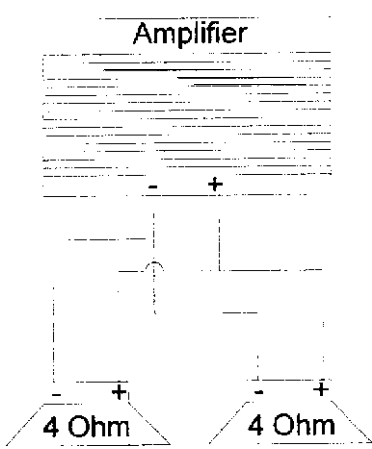 Amplifier
- +
- + - +
4 Ohm 4 Ohm